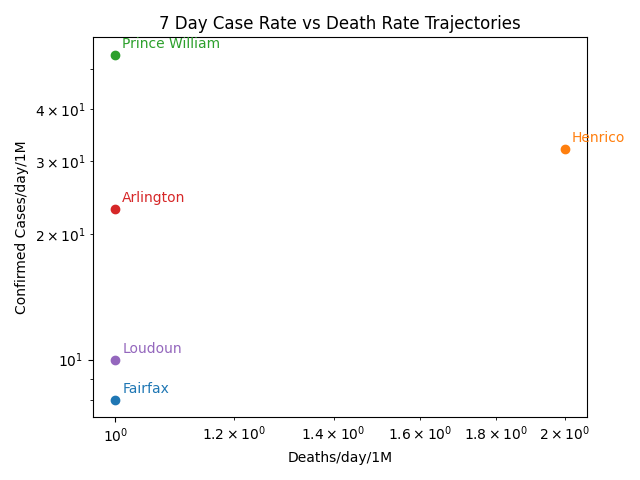 7 Day Case Rate vs Death Rate Trajectories
Prince William
4 × 10¹
Henrico
3 × 10¹
Arlington
2 × 10¹
Loudoun
10¹
Fairfax
10⁰
1.2 × 10⁰
1.4 × 10⁰
1.6 × 10⁰
1.8 × 10⁰
2 × 10⁰
Deaths/day/1M
Confirmed Cases/day/1M